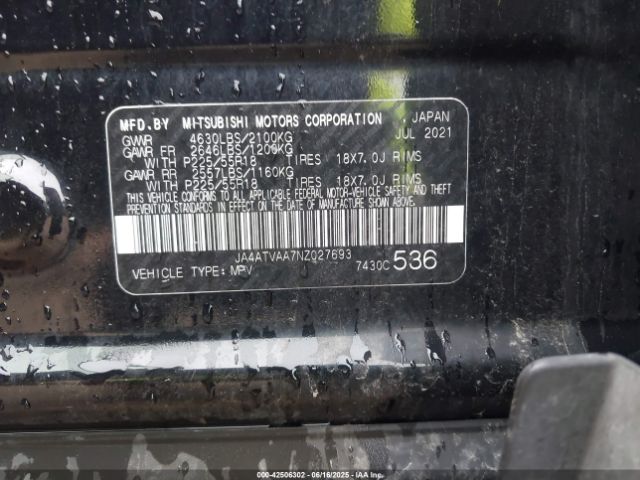 MFD.BY MITSUBISHI MOTORS CORPORATION JAPAN
GVWR 4630LBS/2100KG JUL 2021
GAWR FR 2646LBS/1200KG
WITH P225/55R18 TIRES 18X7.0J RIMS
GAWR RR 2557LBS/1160KG
WITH P225/55R18 TIRES 18X7.0J RIMS
THIS VEHICLE CONFORMS TO ALL APPLICABLE FEDERAL MOTOR-VEHICLE SAFETY AND THEFT
PREVENTION STANDARDS IN EFFECT ON THE DATE OF MANUFACTURE SHOWN ABOVE.
JA4ATVAA7NZ027693
VEHICLE TYPE: MPV 7430C 536
000-42506302 - 06/16/2025 - © IAA Holdings, LLC